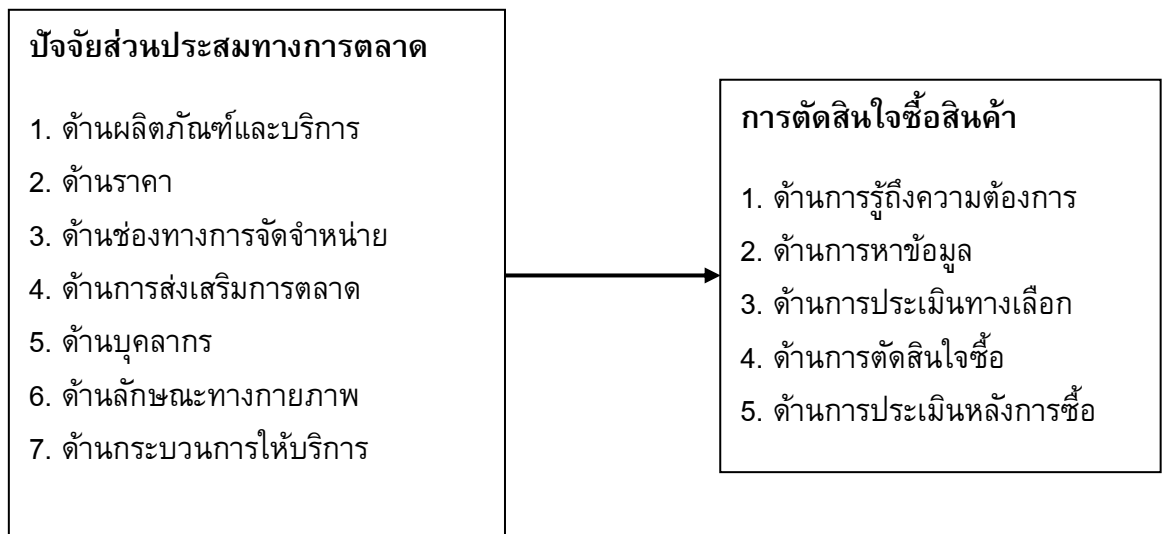 ปัจจัยส่วนประสมทางการตลาด
1. ด้านผลิตภัณฑ์และบริการ
2. ด้านราคา
3. ด้านช่องทางการจัดจำหน่าย
4. ด้านการส่งเสริมการตลาด
5. ด้านบุคลากร
6. ด้านลักษณะทางกายภาพ
7. ด้านกระบวนการให้บริการ
การตัดสินใจซื้อสินค้า
1. ด้านการรู้ถึงความต้องการ
2. ด้านการหาข้อมูล
3. ด้านการประเมินทางเลือก
4. ด้านการตัดสินใจซื้อ
5. ด้านการประเมินหลังการซื้อ